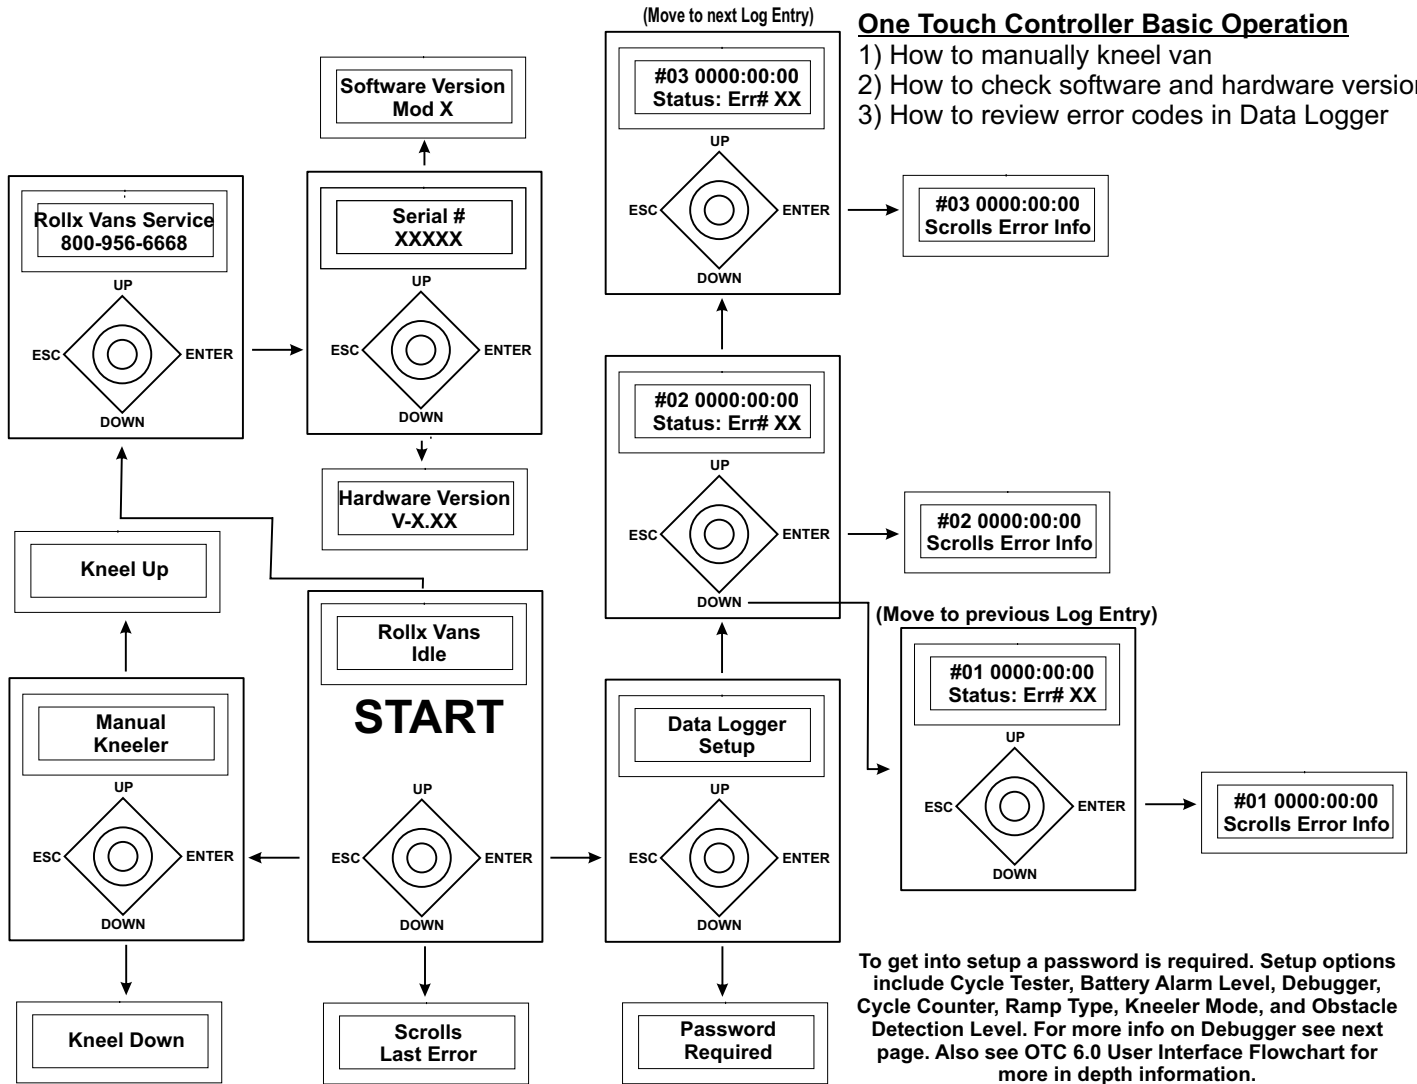 (Move to next Log Entry)
One Touch Controller Basic Operation
1) How to manually kneel van
2) How to check software and hardware version
3) How to review error codes in Data Logger
Software Version
Mod X
Rollx Vans Service
800-956-6668
UP
ESC
ENTER
DOWN
Serial #
XXXXX
UP
ESC
ENTER
DOWN
Hardware Version
V-X.XX
#03 0000:00:00
Status: Err# XX
UP
ESC
ENTER
DOWN
#03 0000:00:00
Scrolls Error Info
#02 0000:00:00
Status: Err# XX
UP
ESC
ENTER
DOWN
#02 0000:00:00
Scrolls Error Info
(Move to previous Log Entry)
#01 0000:00:00
Status: Err# XX
UP
ESC
ENTER
DOWN
#01 0000:00:00
Scrolls Error Info
Kneel Up
Manual
Kneeler
UP
ESC
ENTER
DOWN
Kneel Down
Rollx Vans
Idle
START
UP
ESC
ENTER
DOWN
Scrolls
Last Error
Data Logger
Setup
UP
ESC
ENTER
DOWN
Password
Required
To get into setup a password is required. Setup options
include Cycle Tester, Battery Alarm Level, Debugger,
Cycle Counter, Ramp Type, Kneeler Mode, and Obstacle
Detection Level. For more info on Debugger see next
page. Also see OTC 6.0 User Interface Flowchart for
more in depth information.